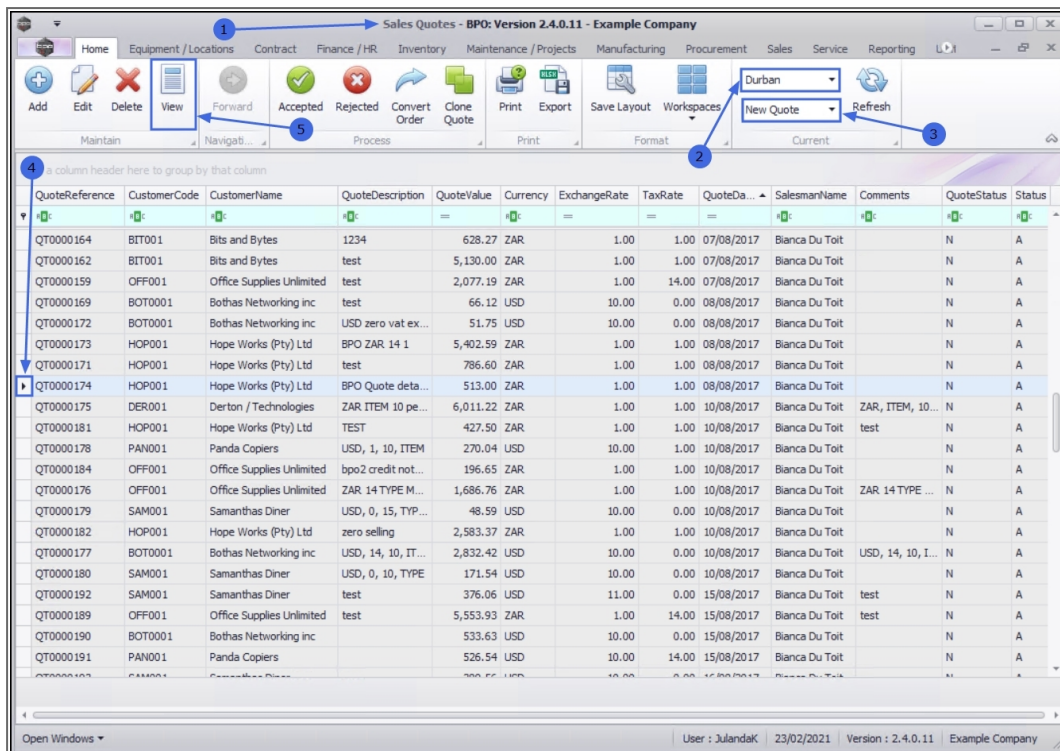 1
Sales Quotes - BPO: Version 2.4.0.11 - Example Company
Home Equipment / Locations Contract Finance / HR Inventory Maintenance / Projects Manufacturing Procurement Sales Service Reporting
Add Edit Delete View Forward Accepted Rejected Convert Order Clone Quote Print Export Save Layout Workspaces Durban New Quote Refresh
5 2 3
Maintain Navigati... Process Print Format Current
4 a column header here to group by that column
QuoteReference CustomerCode CustomerName QuoteDescription QuoteValue Currency ExchangeRate TaxRate QuoteDa... SalesmanName Comments QuoteStatus Status
QT0000164 BIT001 Bits and Bytes 1234 628.27 ZAR 1.00 1.00 07/08/2017 Bianca Du Toit N A
QT0000162 BIT001 Bits and Bytes test 5,130.00 ZAR 1.00 1.00 07/08/2017 Bianca Du Toit N A
QT0000159 OFF001 Office Supplies Unlimited test 2,077.19 ZAR 1.00 14.00 07/08/2017 Bianca Du Toit N A
QT0000169 BOT0001 Bothas Networking inc test 66.12 USD 10.00 0.00 08/08/2017 Bianca Du Toit N A
QT0000172 BOT0001 Bothas Networking inc USD zero vat ex... 51.75 USD 10.00 0.00 08/08/2017 Bianca Du Toit N A
QT0000173 HOP001 Hope Works (Pty) Ltd BPO ZAR 14 1 5,402.59 ZAR 1.00 1.00 08/08/2017 Bianca Du Toit N A
QT0000171 HOP001 Hope Works (Pty) Ltd test 786.60 ZAR 1.00 1.00 08/08/2017 Bianca Du Toit N A
QT0000174 HOP001 Hope Works (Pty) Ltd BPO Quote deta... 513.00 ZAR 1.00 1.00 08/08/2017 Bianca Du Toit N A
QT0000175 DER001 Derton / Technologies ZAR ITEM 10 pe... 6,011.22 ZAR 1.00 1.00 10/08/2017 Bianca Du Toit ZAR, ITEM, 10... N A
QT0000181 HOP001 Hope Works (Pty) Ltd TEST 427.50 ZAR 1.00 1.00 10/08/2017 Bianca Du Toit test N A
QT0000178 PAN001 Panda Copiers USD, 1, 10, ITEM 270.04 USD 10.00 1.00 10/08/2017 Bianca Du Toit N A
QT0000184 OFF001 Office Supplies Unlimited bpo2 credit not... 196.65 ZAR 1.00 1.00 10/08/2017 Bianca Du Toit N A
QT0000176 OFF001 Office Supplies Unlimited ZAR 14 TYPE M... 1,686.76 ZAR 1.00 1.00 10/08/2017 Bianca Du Toit ZAR 14 TYPE ... N A
QT0000179 SAM001 Samanthas Diner USD, 0, 15, TYP... 48.59 USD 10.00 0.00 10/08/2017 Bianca Du Toit N A
QT0000182 HOP001 Hope Works (Pty) Ltd zero selling 2,583.37 ZAR 1.00 1.00 10/08/2017 Bianca Du Toit N A
QT0000177 BOT0001 Bothas Networking inc USD, 14, 10, IT... 2,832.42 USD 10.00 0.00 10/08/2017 Bianca Du Toit USD, 14, 10, I... N A
QT0000180 SAM001 Samanthas Diner USD, 0, 10, TYPE 171.54 USD 10.00 0.00 10/08/2017 Bianca Du Toit N A
QT0000192 SAM001 Samanthas Diner test 376.06 USD 11.00 0.00 15/08/2017 Bianca Du Toit test N A
QT0000189 OFF001 Office Supplies Unlimited test 5,553.93 ZAR 1.00 14.00 15/08/2017 Bianca Du Toit test N A
QT0000190 BOT0001 Bothas Networking inc 533.63 USD 10.00 0.00 15/08/2017 Bianca Du Toit N A
QT0000191 PAN001 Panda Copiers 526.54 USD 10.00 14.00 15/08/2017 Bianca Du Toit N A
Open Windows User : JulandaK 23/02/2021 Version : 2.4.0.11 Example Company